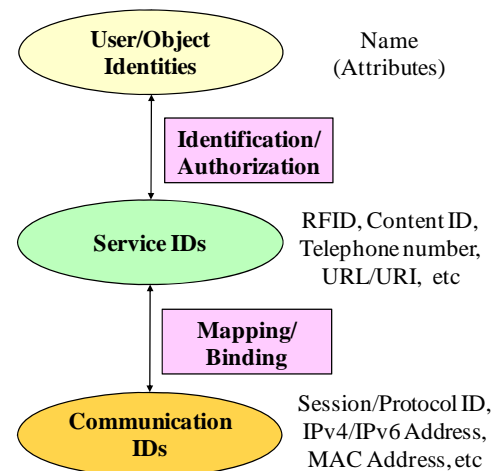 User/Object
Identities
Name
(Attributes)
Identification/
Authorization
Service IDs
RFID, Content ID,
Telephone number,
URL/URI, etc
Mapping/
Binding
Communication
IDs
Session/Protocol ID,
IPv4/IPv6 Address,
MAC Address, etc